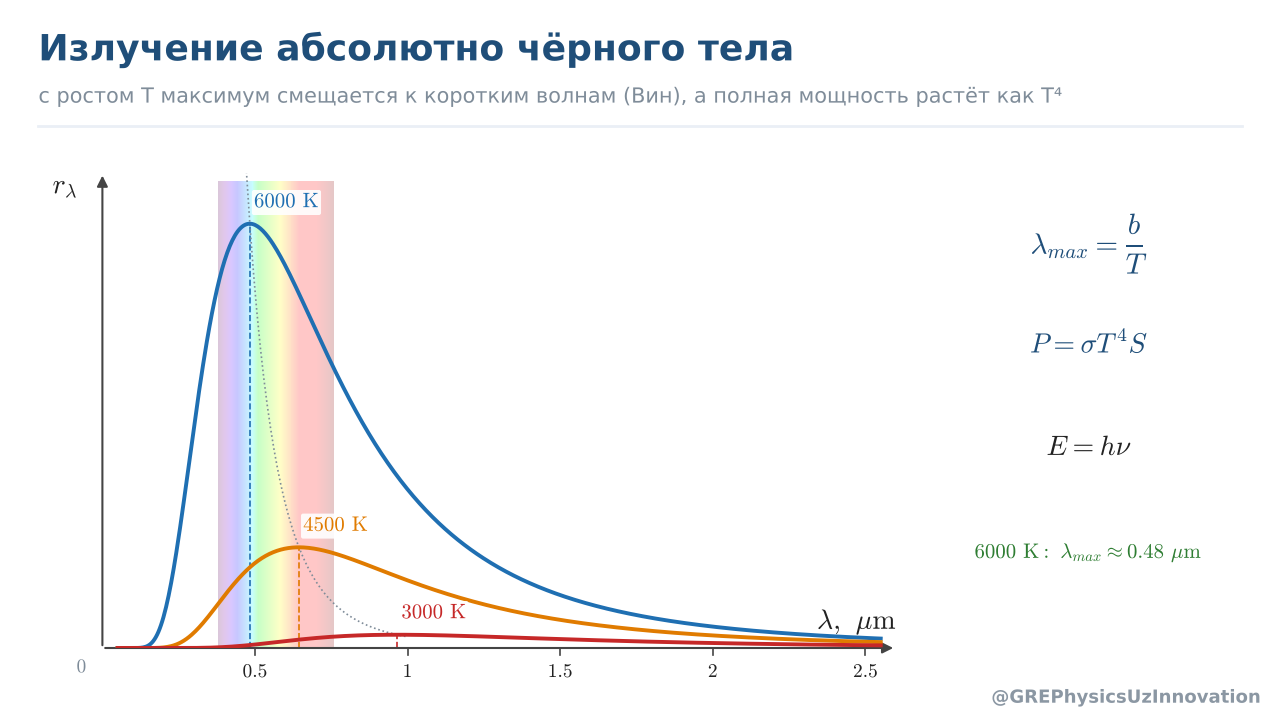 Излучение абсолютно чёрного тела
с ростом T максимум смещается к коротким волнам (Вин), а полная мощность растёт как T⁴
r_λ
6000 K
4500 K
3000 K
λ, μm
0
0.5
1
1.5
2
2.5
λ_max = b/T
P = σT⁴S
E = hν
6000 K : λ_max ≈ 0.48 μm
@GREPhysicsUzInnovation